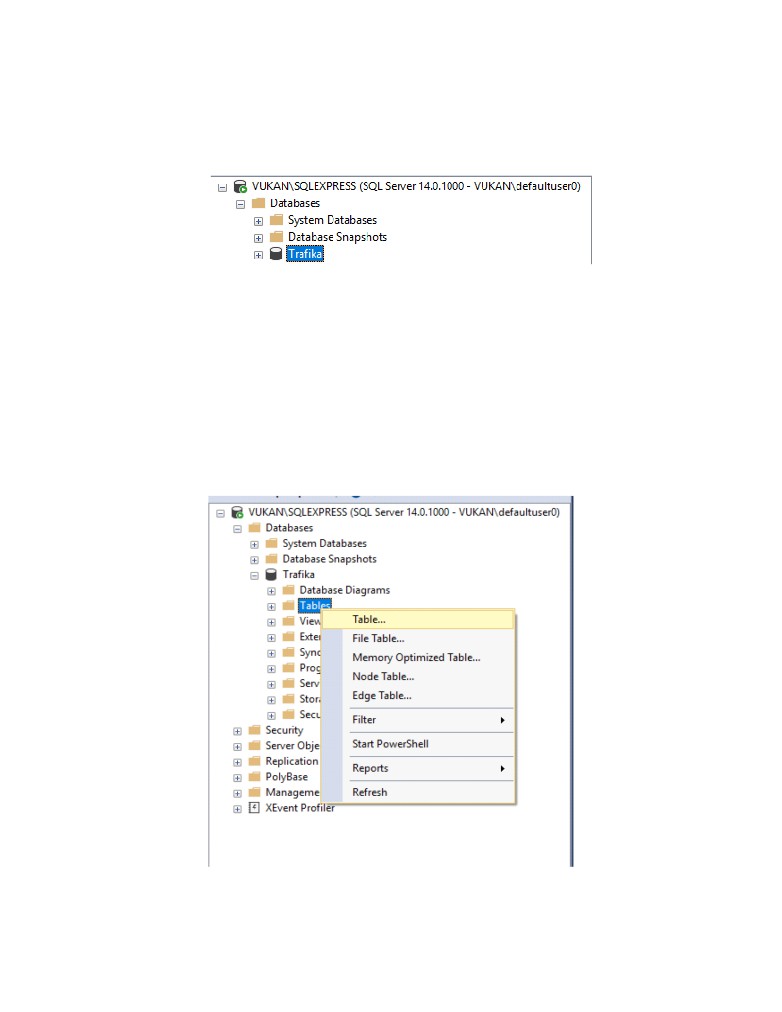 VUKAN\SQLEXPRESS (SQL Server 14.0.1000 - VUKAN\defaultuser0)
Databases
System Databases
Database Snapshots
Trafika
VUKAN\SQLEXPRESS (SQL Server 14.0.1000 - VUKAN\defaultuser0)
Databases
System Databases
Database Snapshots
Trafika
Database Diagrams
Tables
View
Exter
Syno
Prog
Servi
Stora
Secu
Security
Server Obje
Replication
PolyBase
Manageme
XEvent Profiler
Table...
File Table...
Memory Optimized Table...
Node Table...
Edge Table...
Filter
Start PowerShell
Reports
Refresh